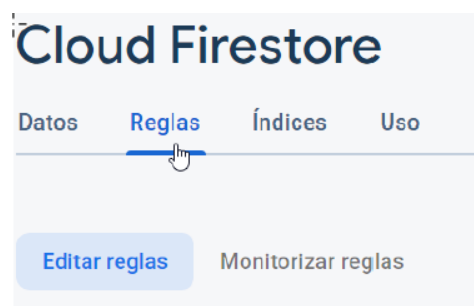 Cloud Firestore
Datos Reglas Índices Uso
Editar reglas Monitorizar reglas